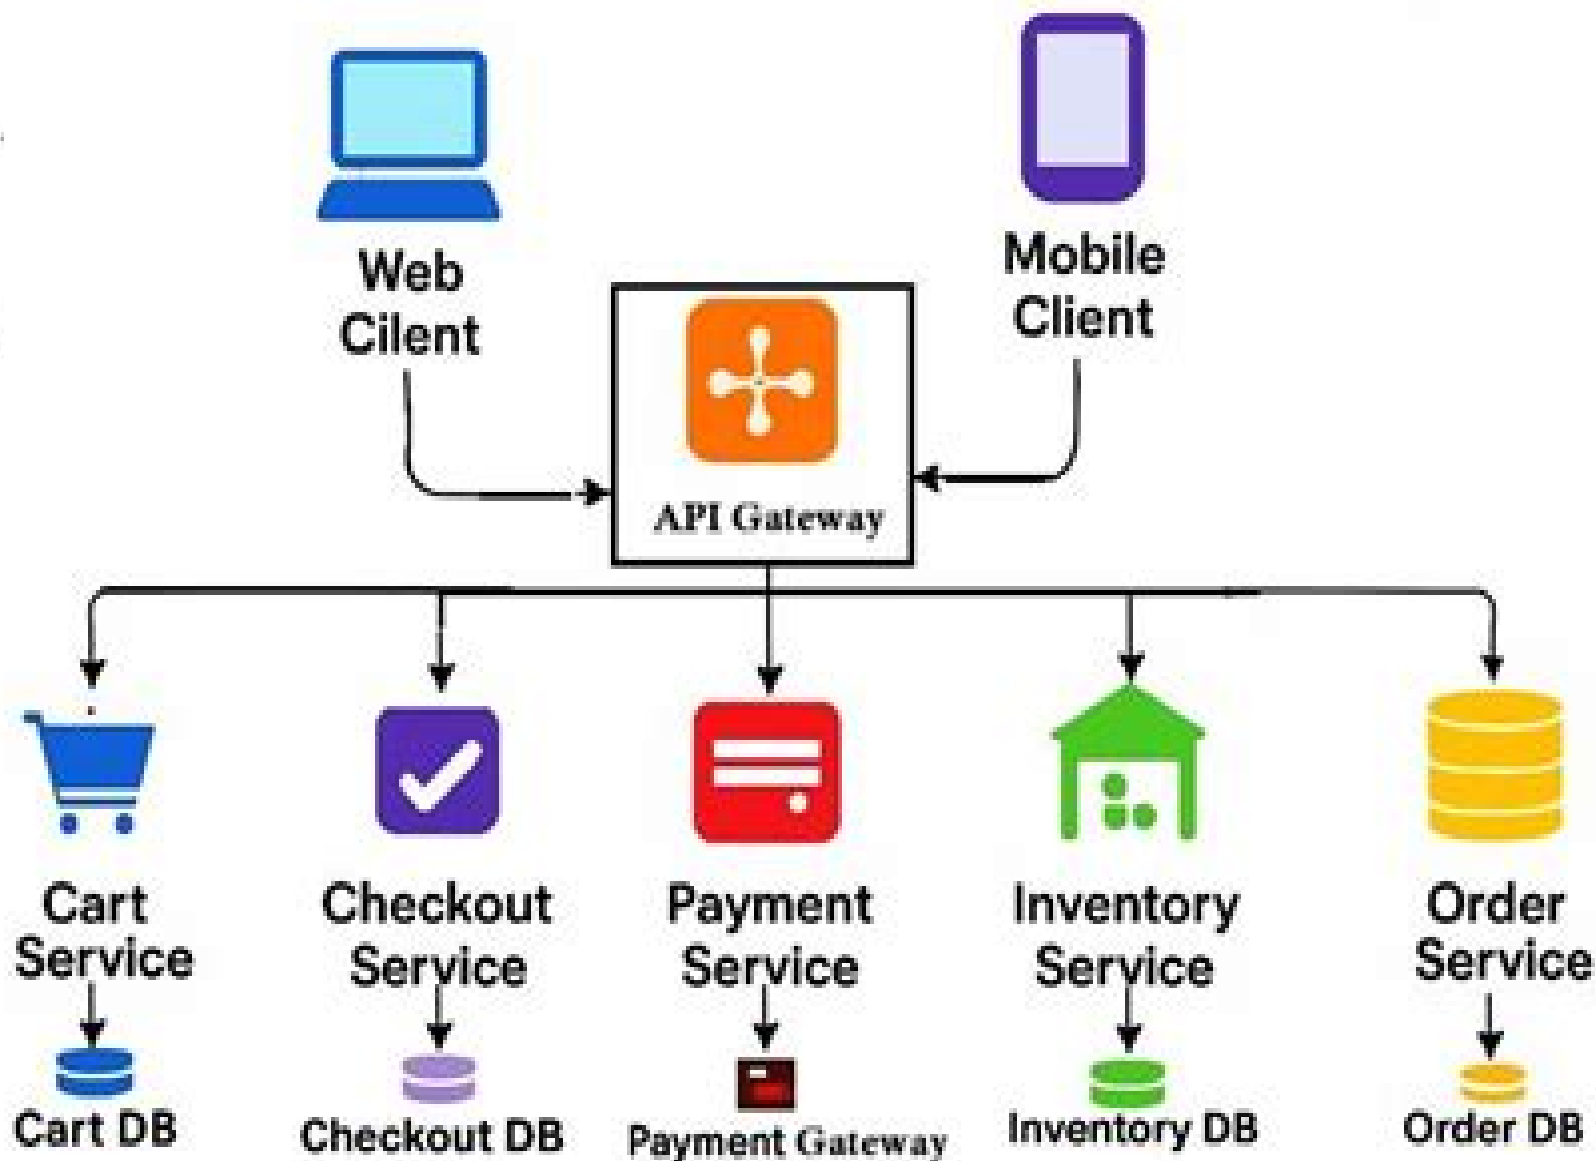 Web
Cilent
Mobile
Client
API Gateway
Cart
Service
Checkout
Service
Payment
Service
Inventory
Service
Order
Service
Cart DB
Checkout DB
Payment Gateway
Inventory DB
Order DB